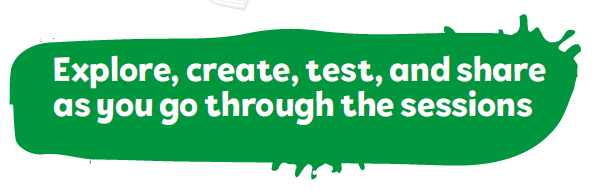 Explore, create, test, and share
as you go through the sessions